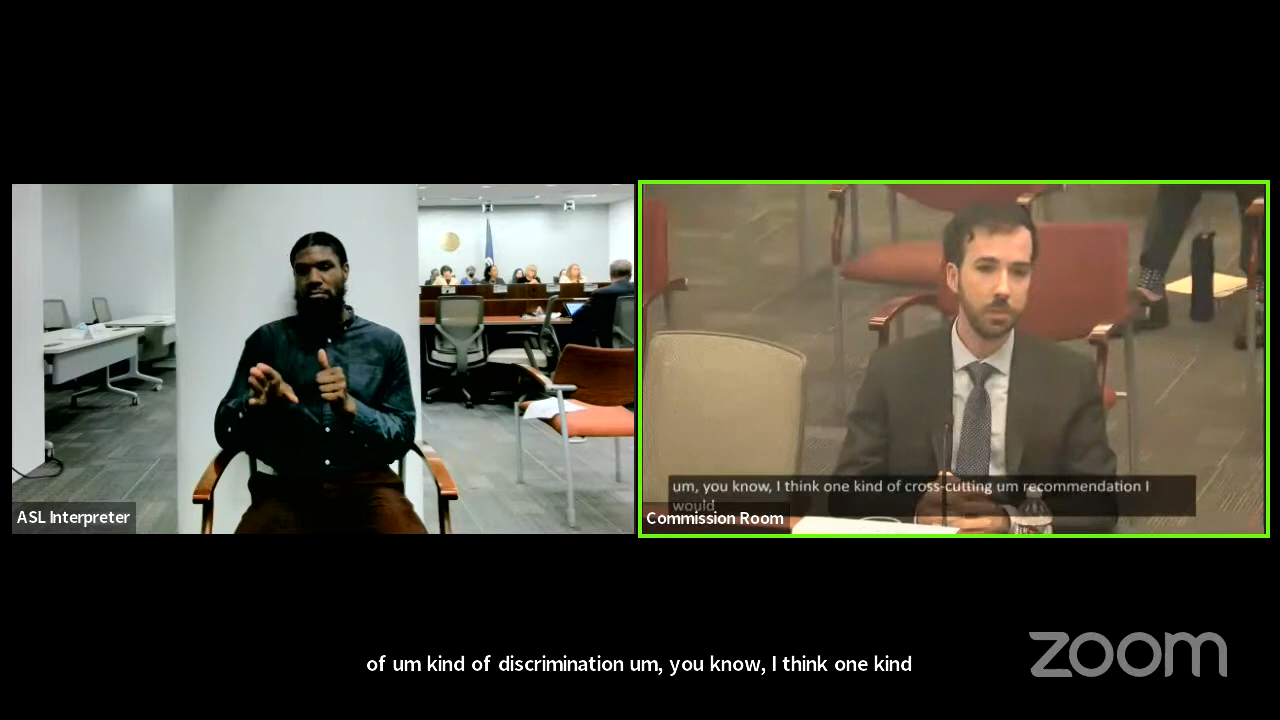 um, you know, I think one kind of cross-cutting um recommendation I
would
ASL Interpreter
Commission Room
of um kind of discrimination um, you know, I think one kind
zoom